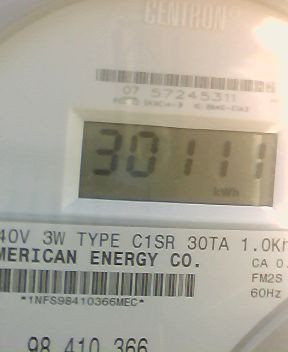 CENTRON®
07 57245311
30111
kWh
40V 3W TYPE C1SR 30TA 1.0Kh
MERICAN ENERGY CO.
CA 0.
FM2S
60Hz
*1NFS98410366MEC*
98 410 366